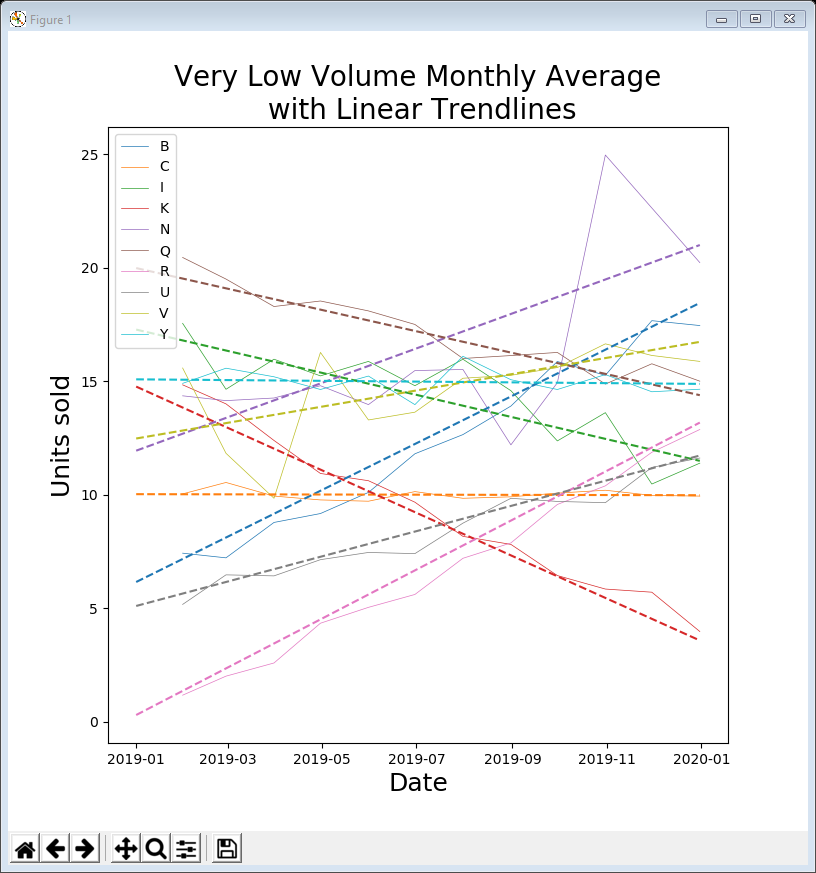 Figure 1
Very Low Volume Monthly Average
with Linear Trendlines
B
C
I
K
N
Q
R
U
V
Y
25
20
15
10
5
0
Units sold
2019-01 2019-03 2019-05 2019-07 2019-09 2019-11 2020-01
Date